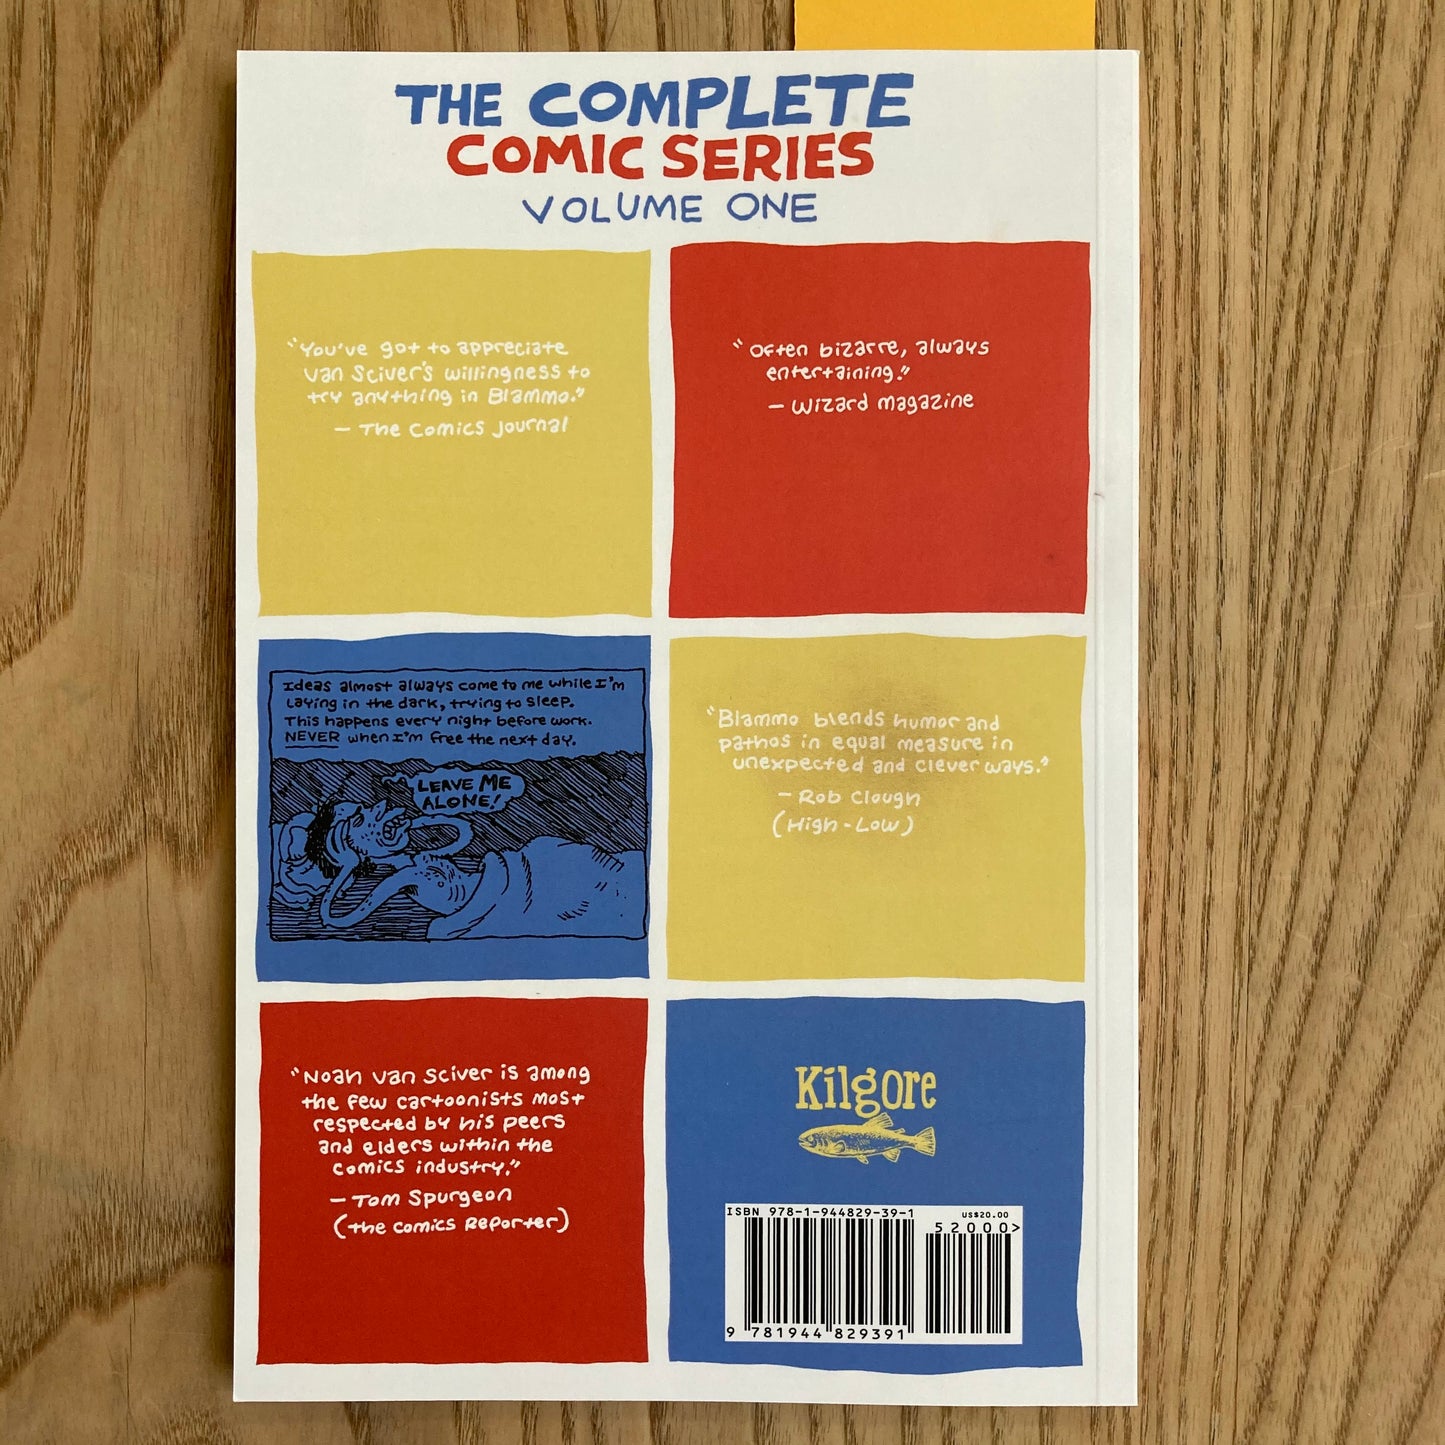 THE COMPLETE
COMIC SERIES
VOLUME ONE
"You've got to appreciate
Van Sciver's willingness to
try anything in Blammo."
— The Comics Journal
"Often bizarre, always
entertaining."
— Wizard Magazine
Ideas almost always come to me while I'm
laying in the dark, trying to sleep.
This happens every night before work.
NEVER when I'm free the next day.
LEAVE ME
ALONE!
"Blammo blends humor and
pathos in equal measure in
unexpected and clever ways."
— Rob Clough
(High-Low)
"Noah Van Sciver is among
the few cartoonists most
respected by his peers
and elders within the
comics industry."
— Tom Spurgeon
(The Comics Reporter)
Kilgore
ISBN 978-1-944829-39-1
US$20.00
52000>
9 781944 829391